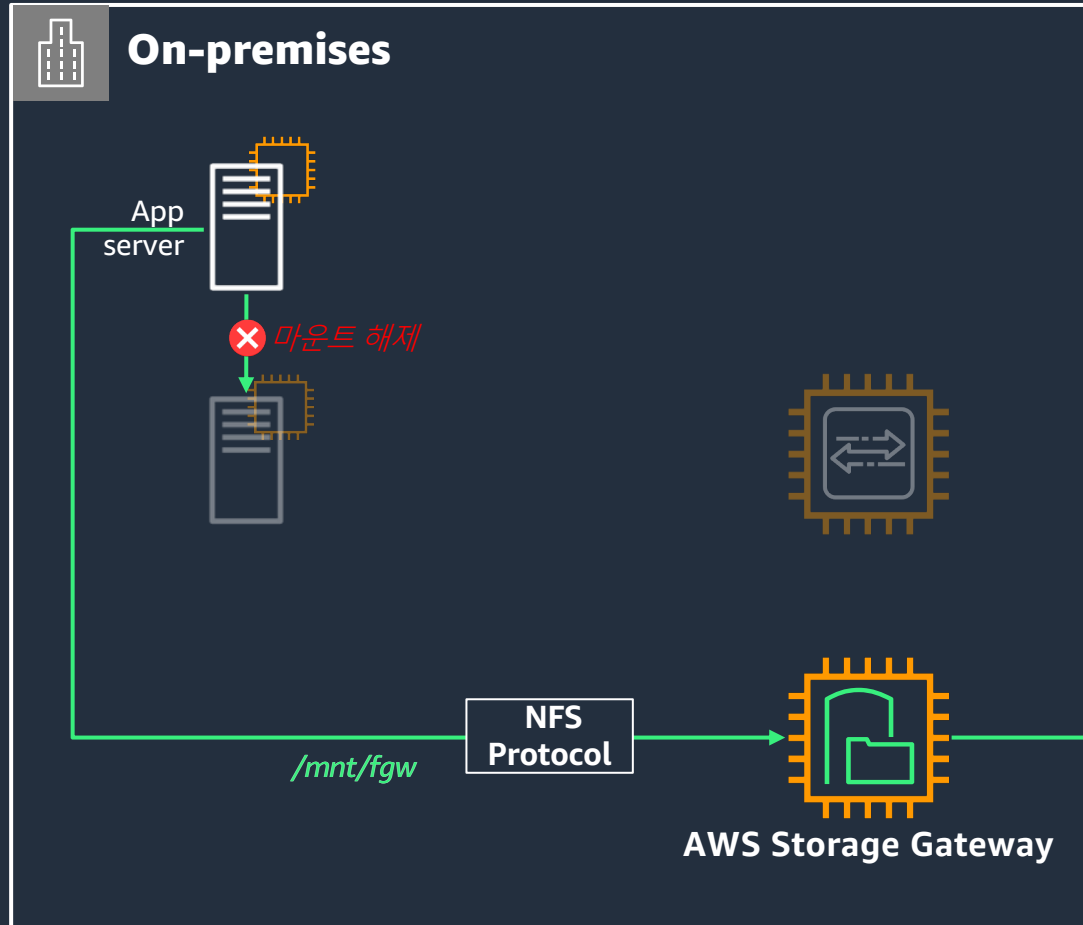 On-premises
App
server
마운트 해제
NFS
Protocol
/mnt/fgw
AWS Storage Gateway